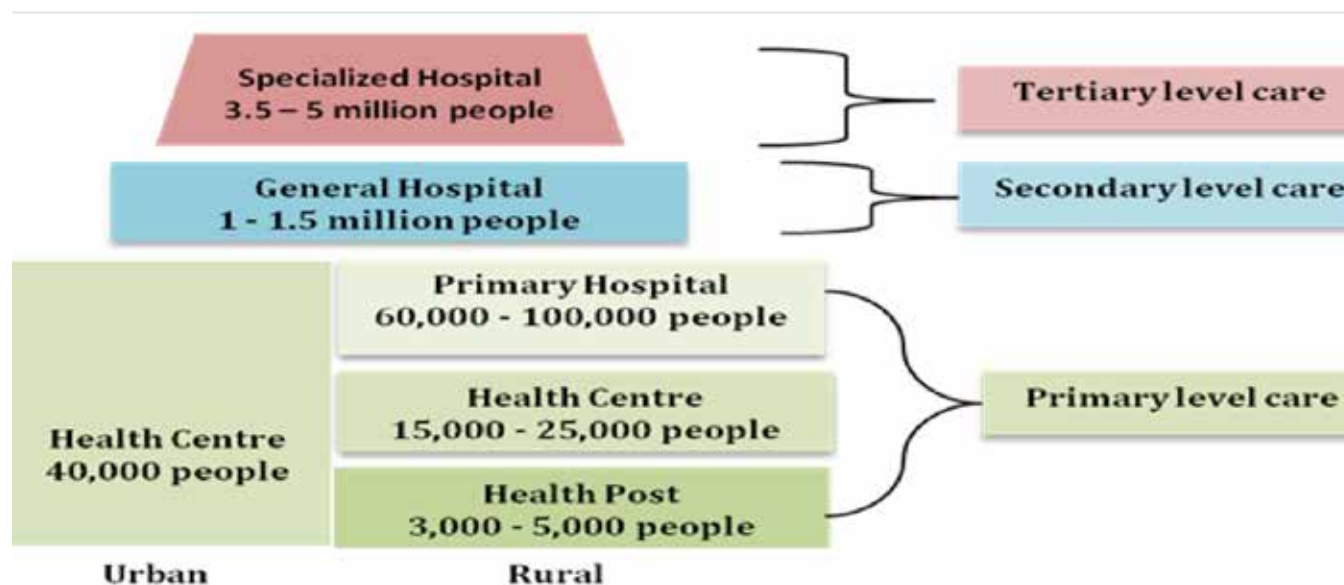 Specialized Hospital
3.5 – 5 million people
Tertiary level care
General Hospital
1 - 1.5 million people
Secondary level care
Primary Hospital
60,000 - 100,000 people
Health Centre
15,000 - 25,000 people
Primary level care
Health Centre
40,000 people
Health Post
3,000 - 5,000 people
Urban
Rural